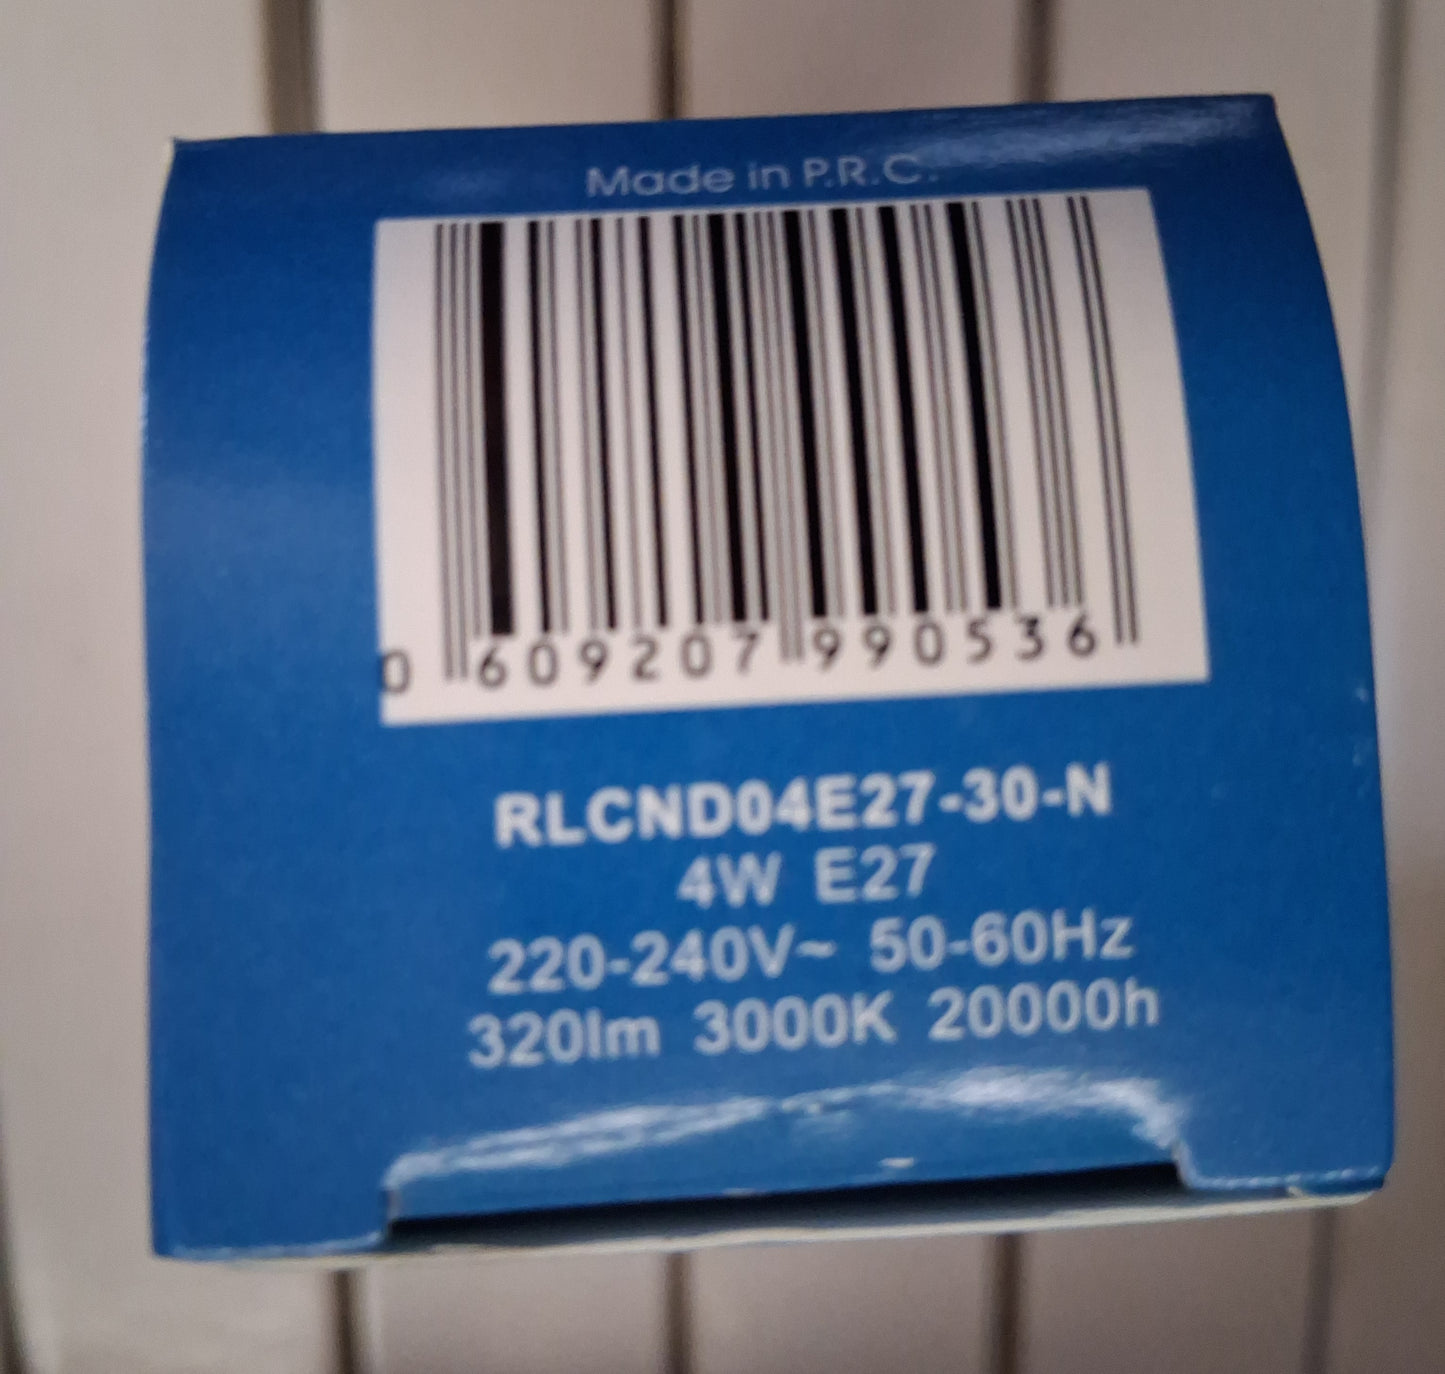 Made in P.R.C.
0 609207 990536
RLCND04E27-30-N
4W E27
220-240V~ 50-60Hz
320lm 3000K 20000h